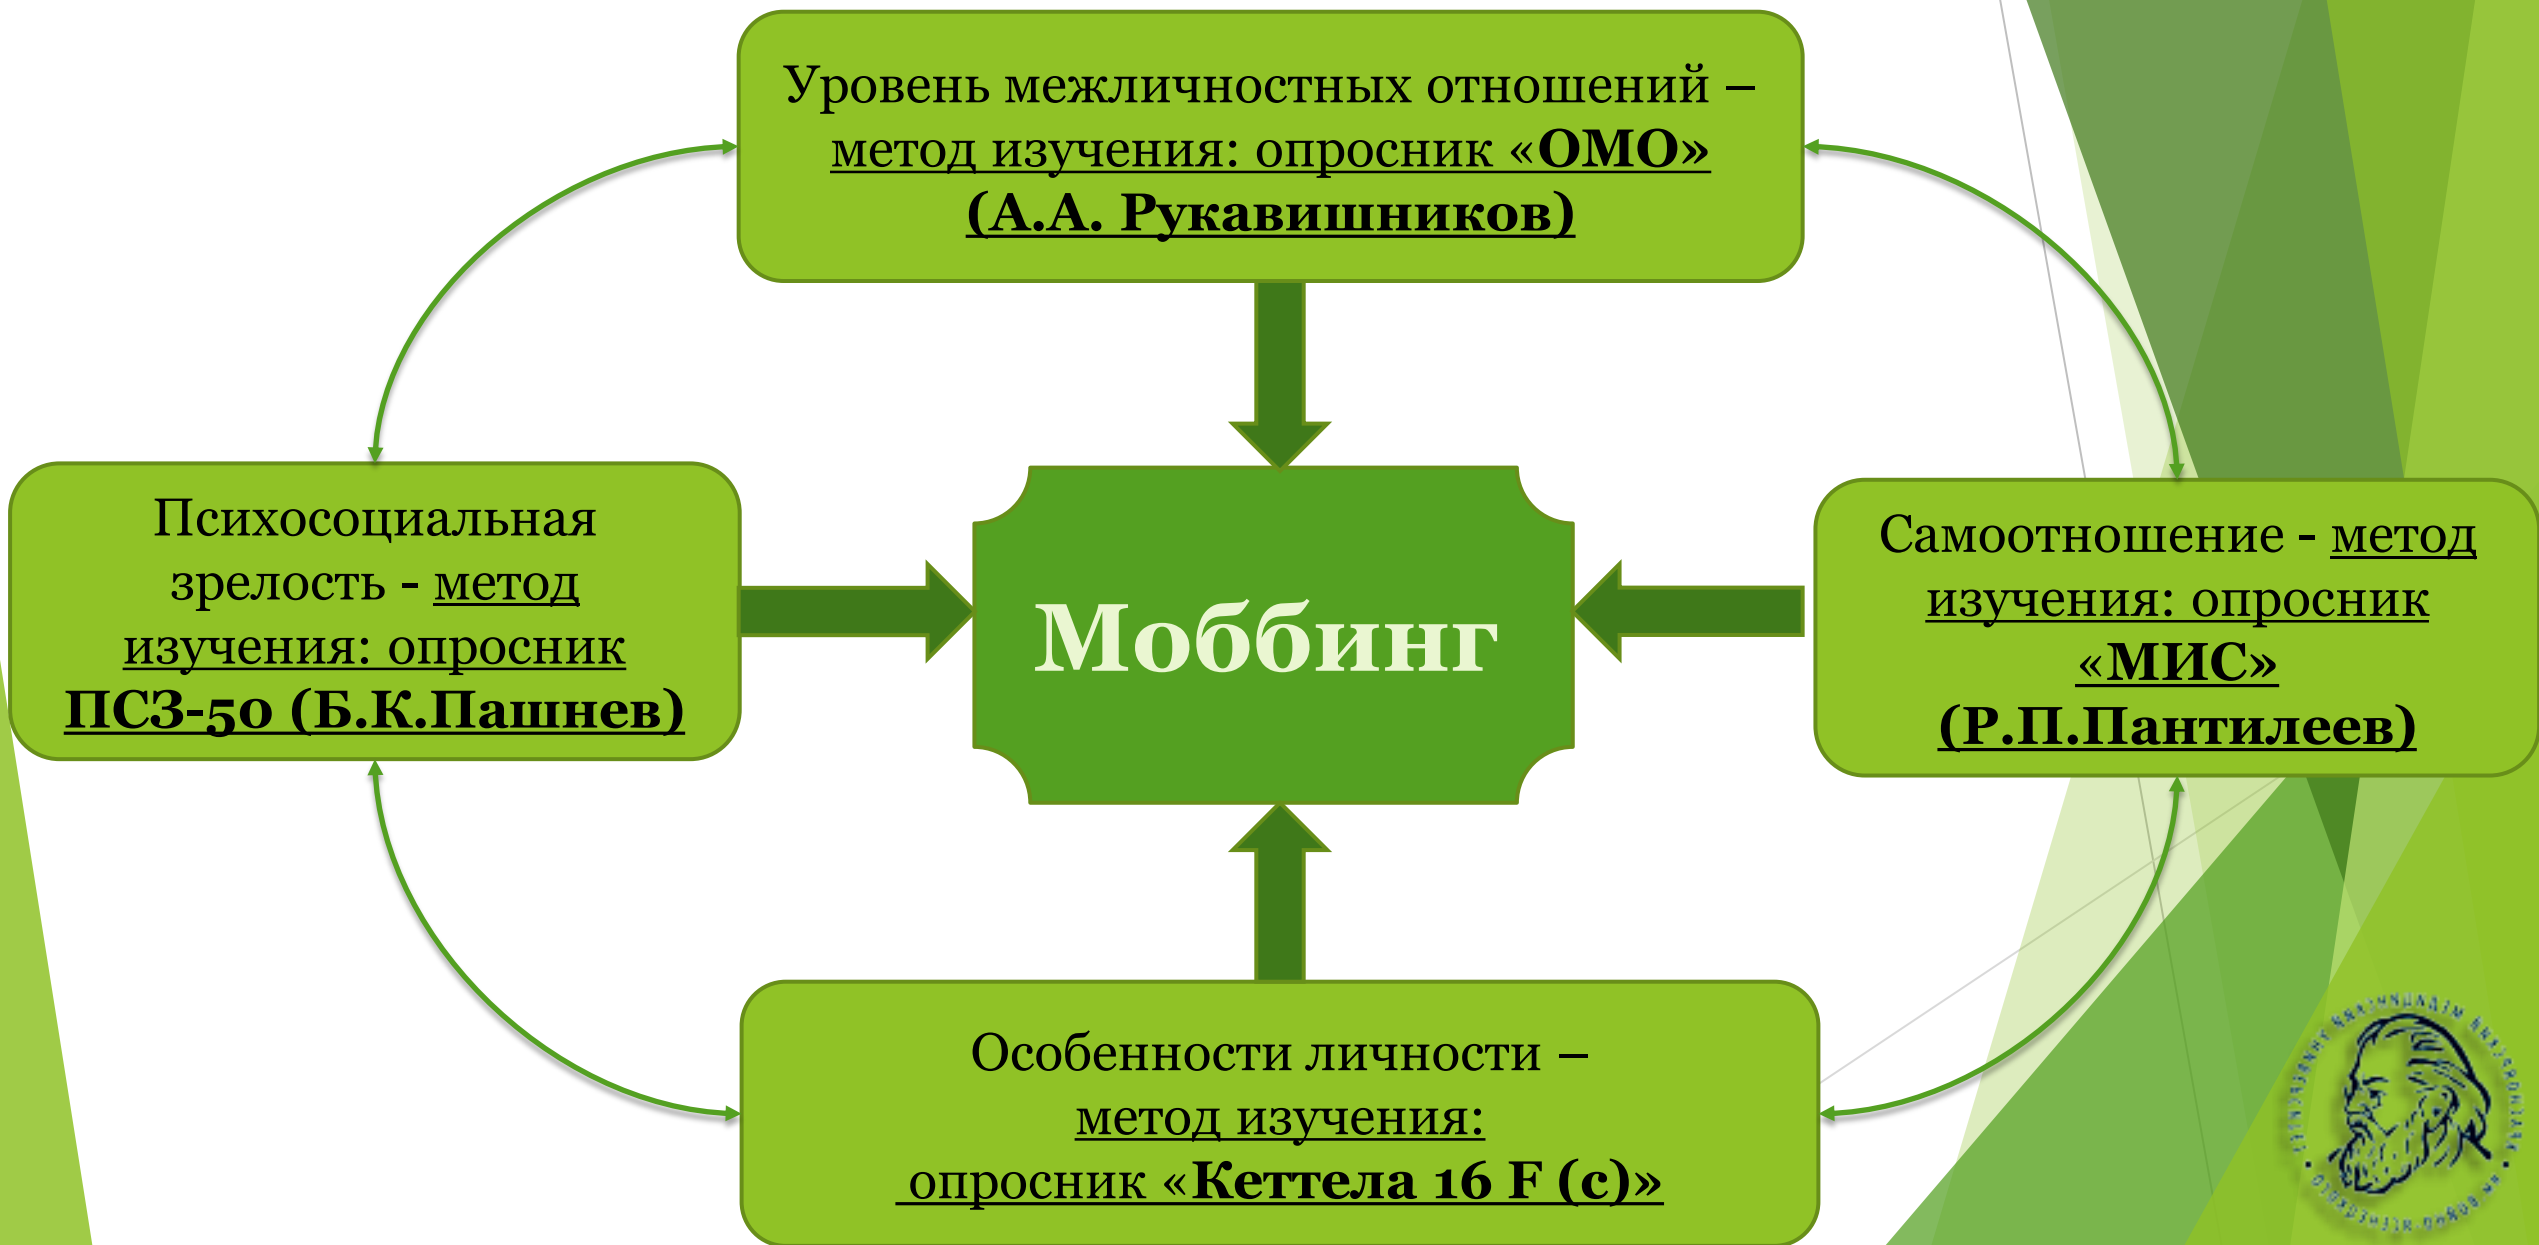 Уровень межличностных отношений –
метод изучения: опросник «ОМО»
(А.А. Рукавишников)
Психосоциальная
зрелость - метод
изучения: опросник
ПСЗ-50 (Б.К.Пашнев)
Моббинг
Самоотношение - метод
изучения: опросник
«МИС»
(Р.П.Пантилеев)
Особенности личности –
метод изучения:
опросник «Кеттела 16 F (с)»